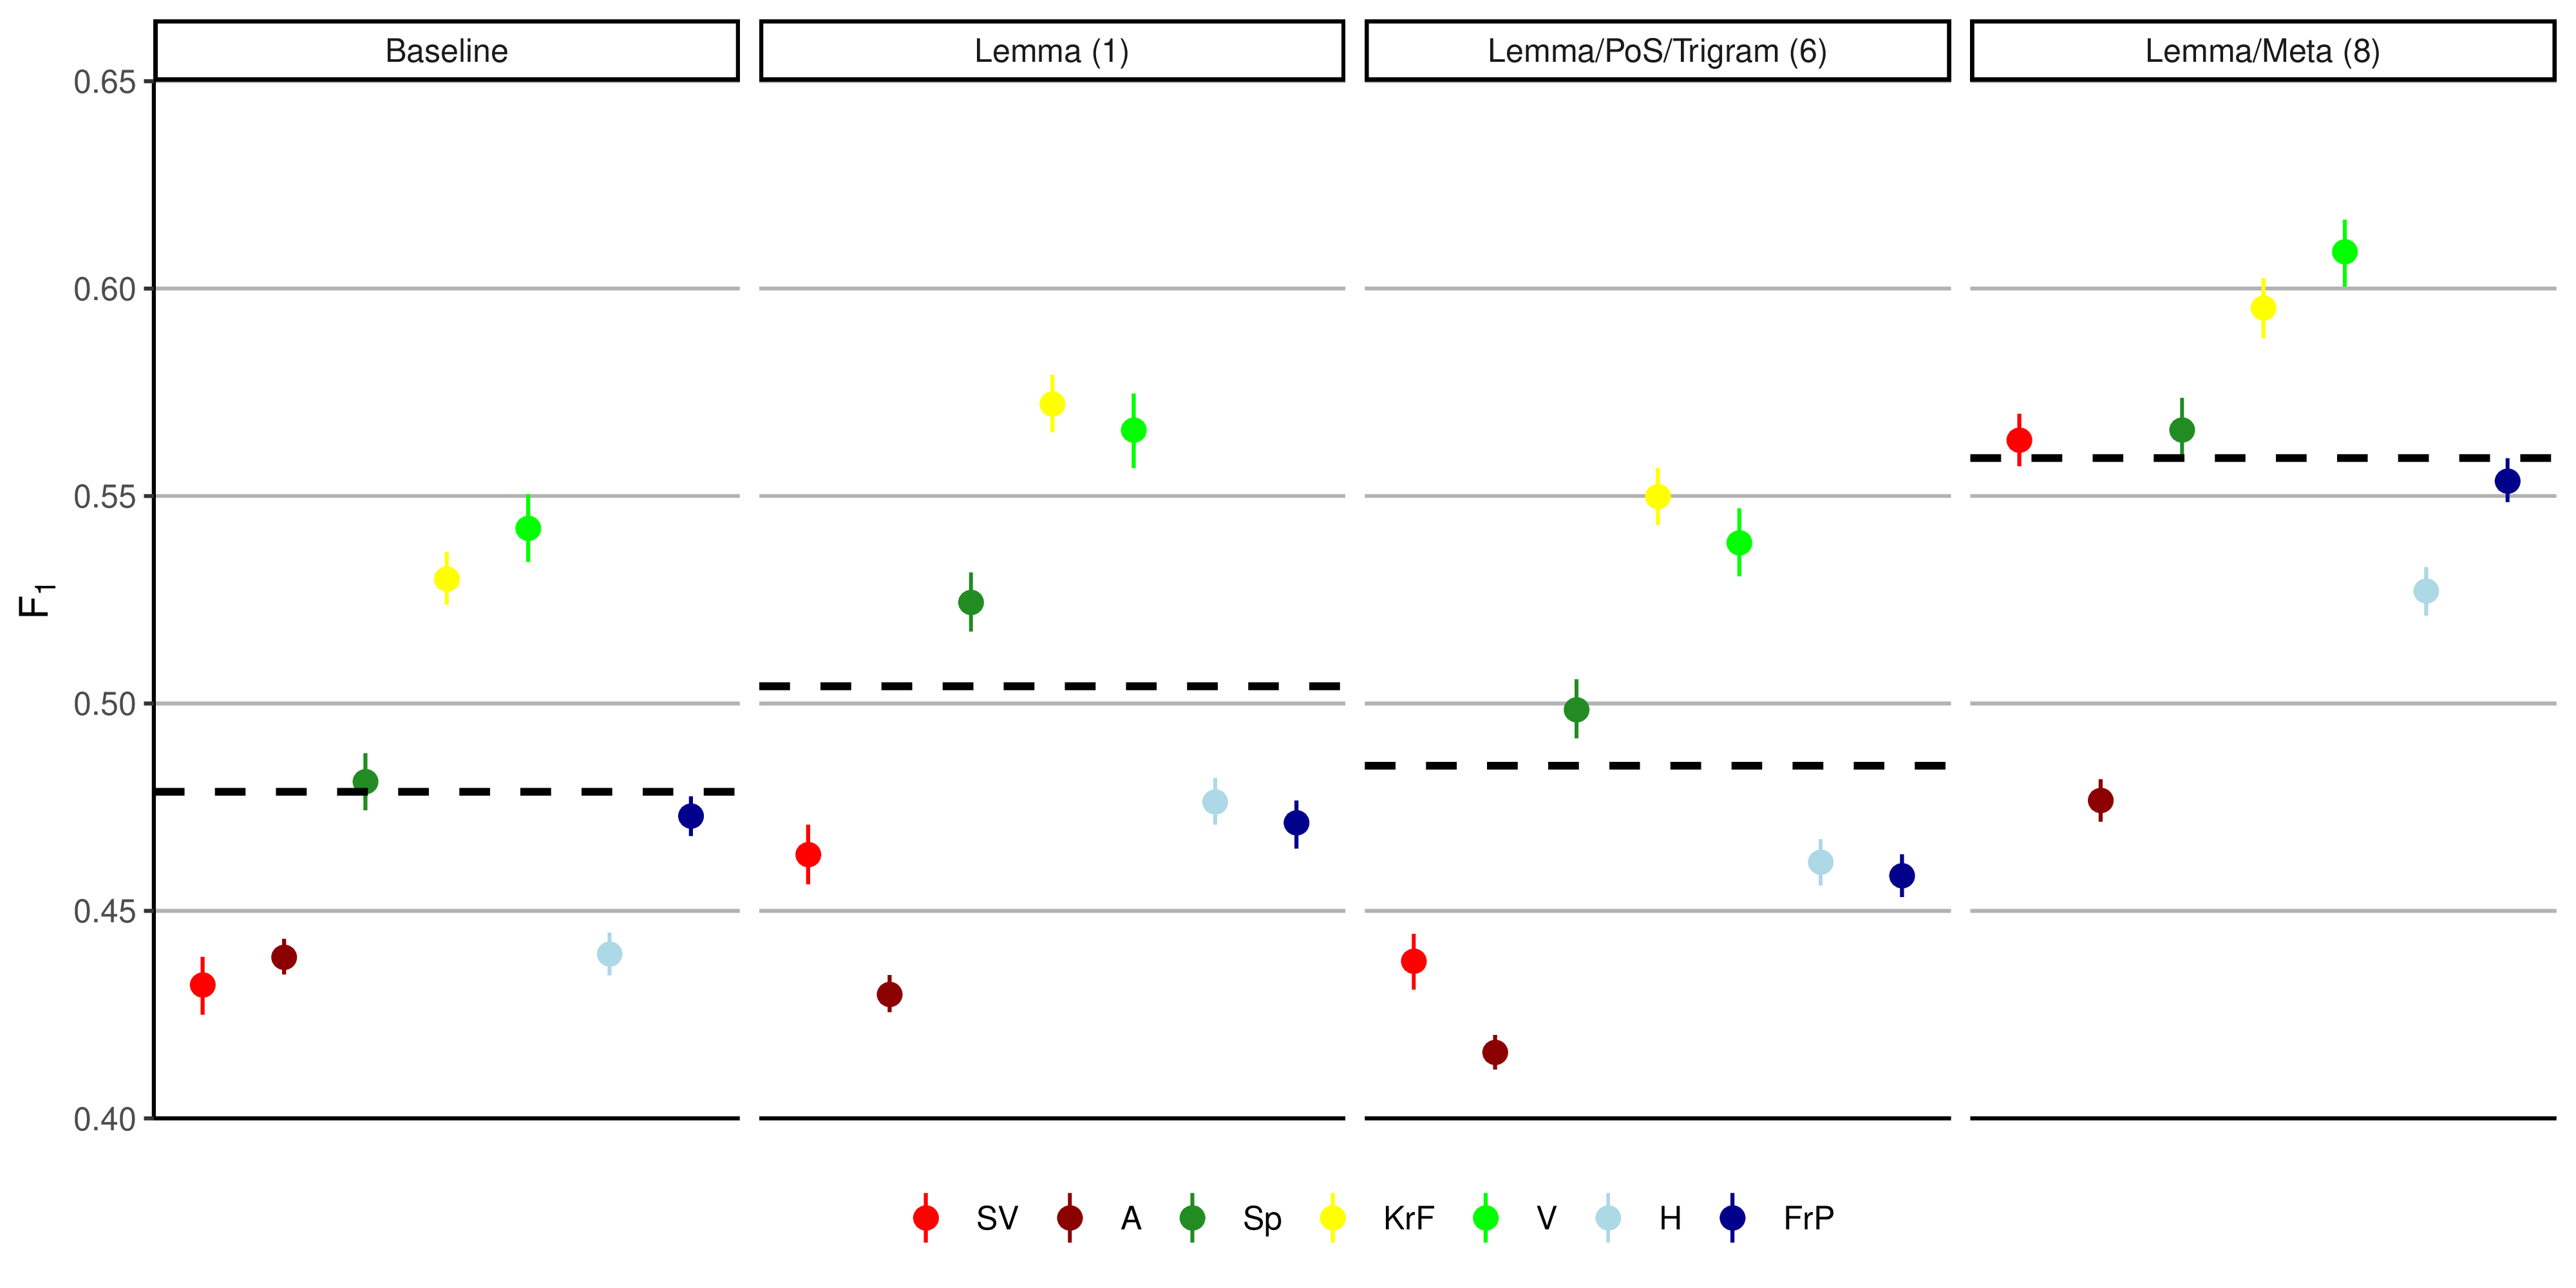 Baseline
Lemma (1)
Lemma/PoS/Trigram (6)
Lemma/Meta (8)
0.65
0.60
0.55
0.50
0.45
0.40
F1
SV A Sp KrF V H FrP